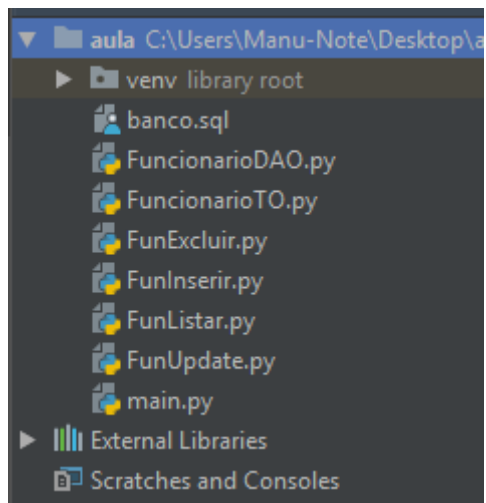 aula C:\Users\Manu-Note\Desktop\a
venv library root
banco.sql
FuncionarioDAO.py
FuncionarioTO.py
FunExcluir.py
FunInserir.py
FunListar.py
FunUpdate.py
main.py
External Libraries
Scratches and Consoles